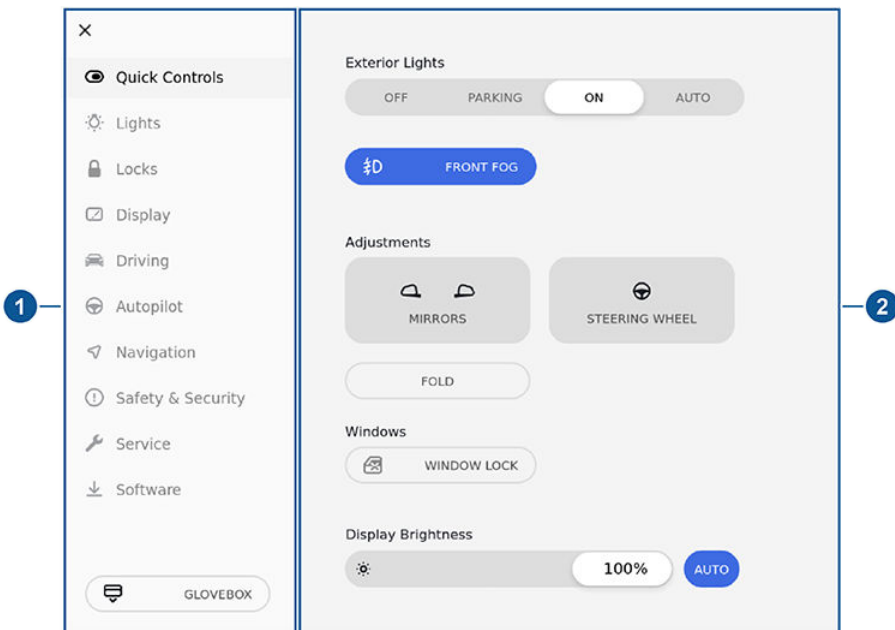 Quick Controls
Lights
Locks
Display
Driving
Autopilot
Navigation
Safety & Security
Service
Software
GLOVEBOX
1
Exterior Lights
OFF PARKING ON AUTO
FRONT FOG
Adjustments
MIRRORS STEERING WHEEL
FOLD
Windows
WINDOW LOCK
Display Brightness
100% AUTO
2